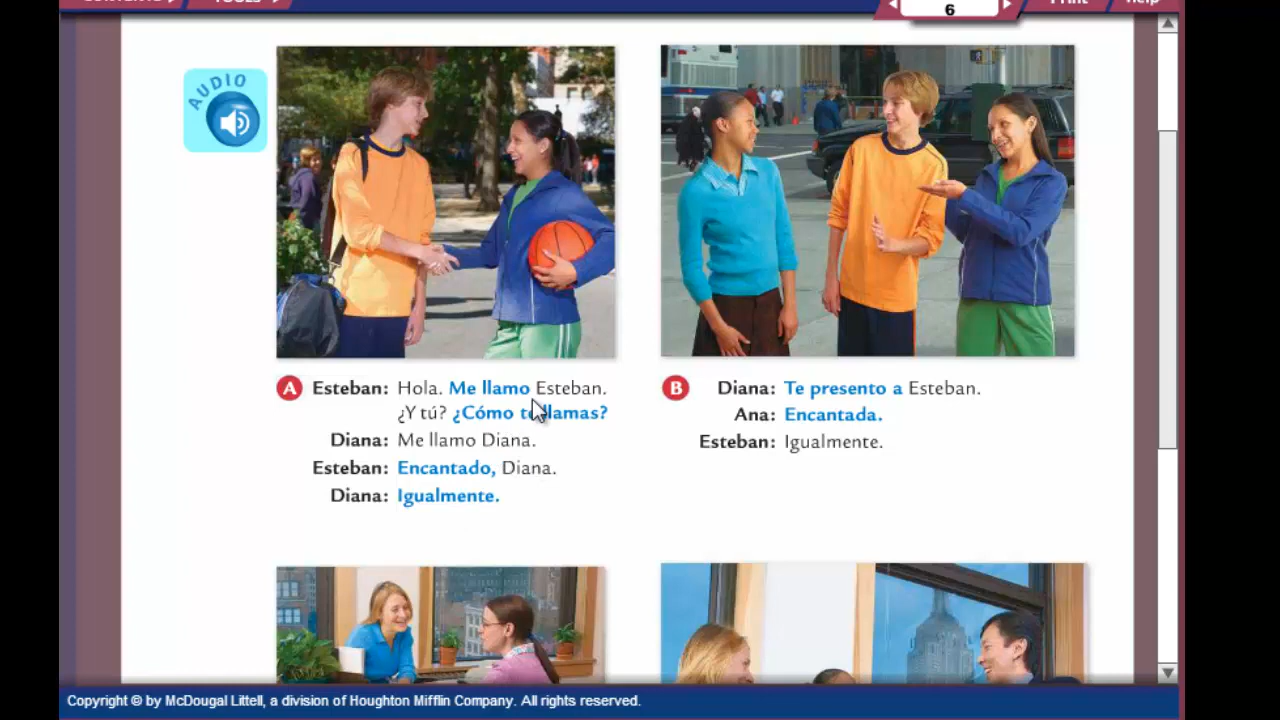 6
AUDIO
A Esteban: Hola. Me llamo Esteban.
¿Y tú? ¿Cómo te llamas?
Diana: Me llamo Diana.
Esteban: Encantado, Diana.
Diana: Igualmente.
B Diana: Te presento a Esteban.
Ana: Encantada.
Esteban: Igualmente.
Copyright © by McDougal Littell, a division of Houghton Mifflin Company. All rights reserved.